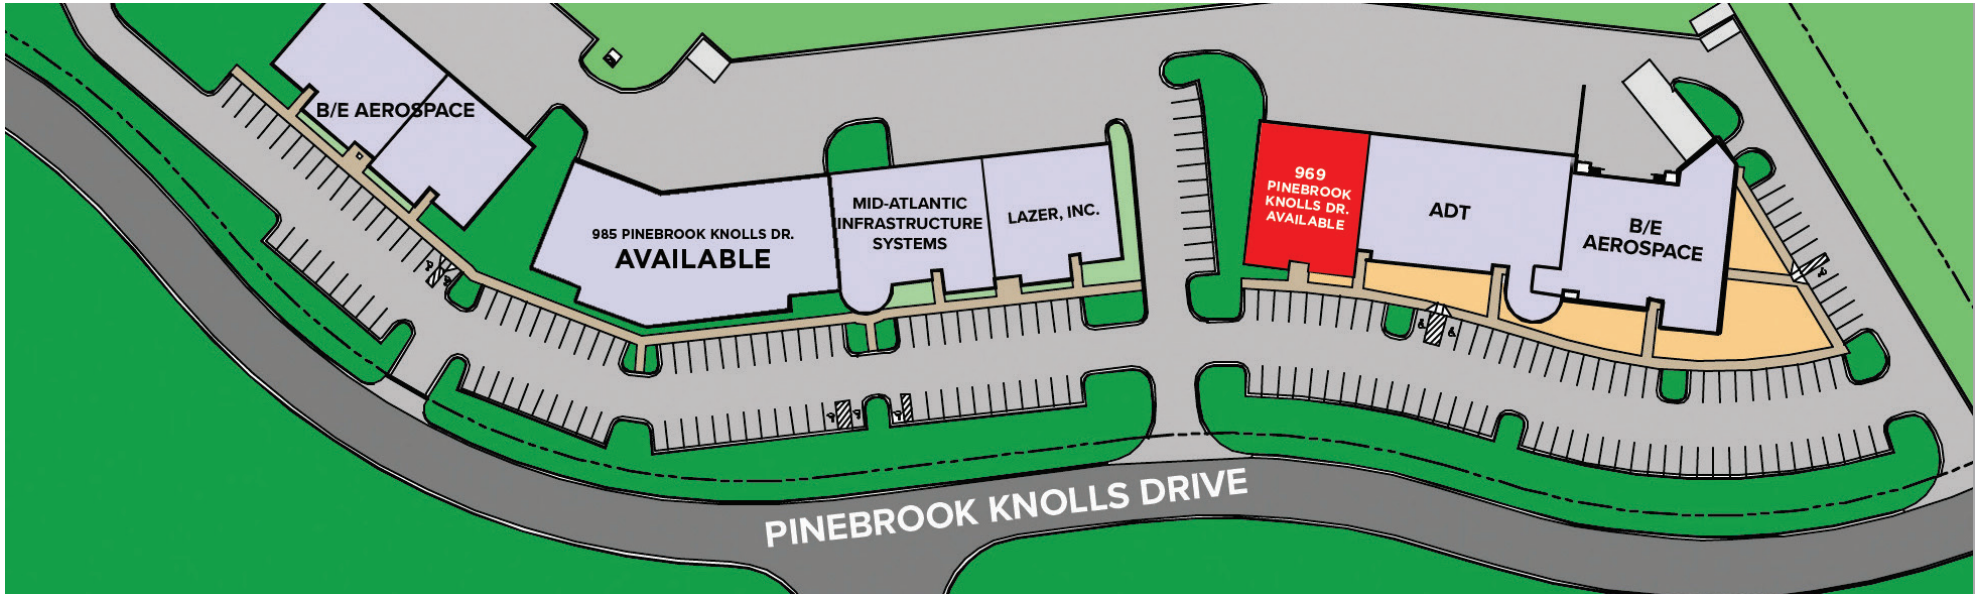 B/E AEROSPACE
985 PINEBROOK KNOLLS DR.
AVAILABLE
MID-ATLANTIC
INFRASTRUCTURE
SYSTEMS
LAZER, INC.
969
PINEBROOK
KNOLLS DR.
AVAILABLE
ADT
B/E
AEROSPACE
PINEBROOK KNOLLS DRIVE